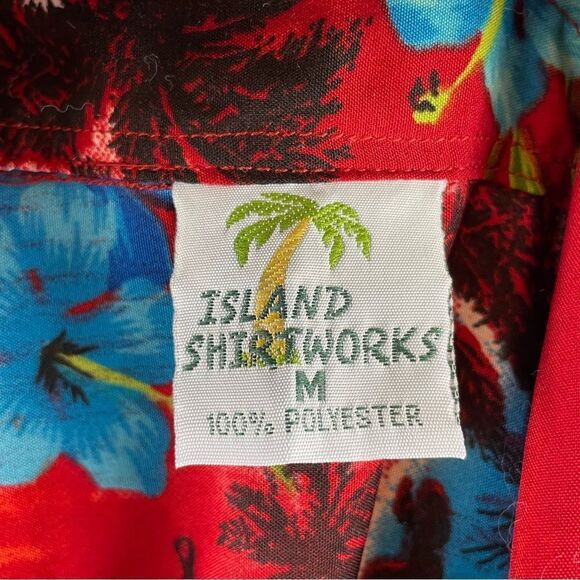 ISLAND
SHIRTWORKS
M
100% POLYESTER